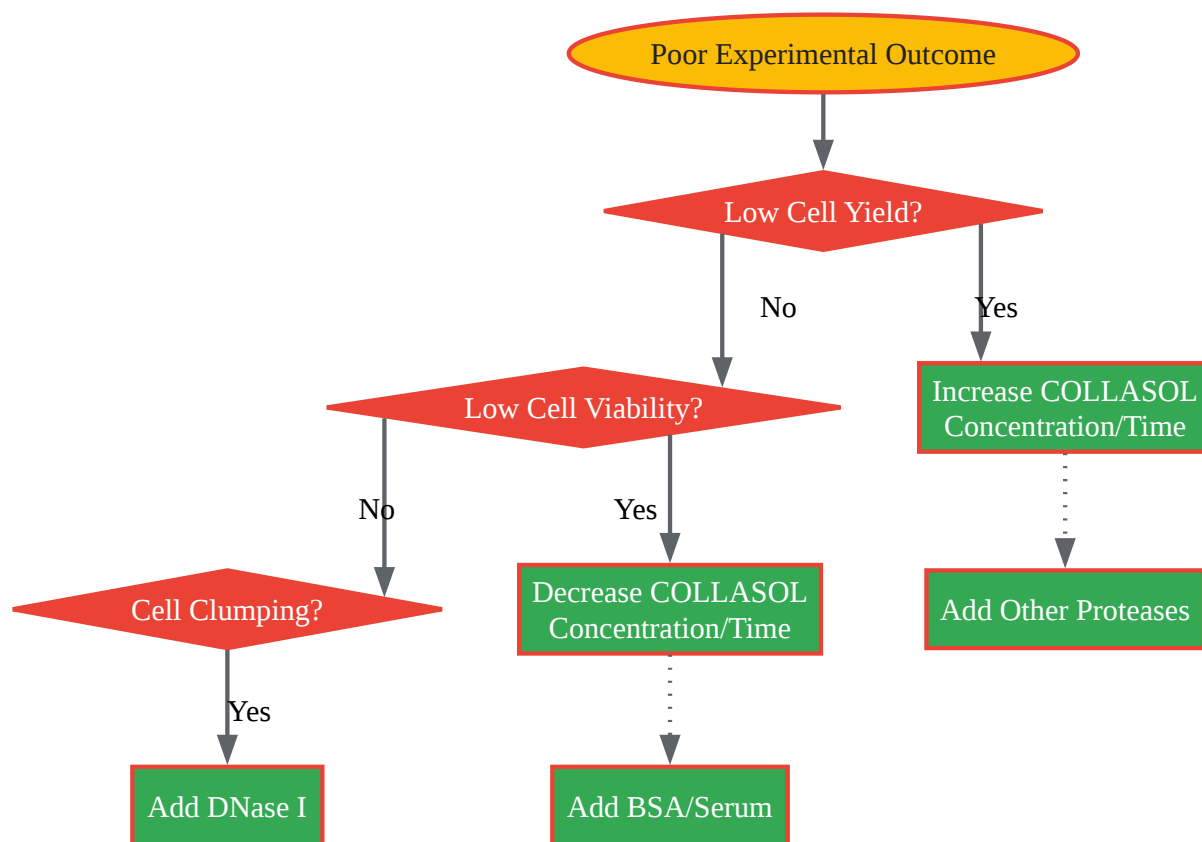 Poor Experimental Outcome
Low Cell Yield?
No
Yes
Low Cell Viability?
Increase COLLASOL
Concentration/Time
No
Yes
Cell Clumping?
Decrease COLLASOL
Concentration/Time
Add Other Proteases
Yes
Add DNase I
Add BSA/Serum